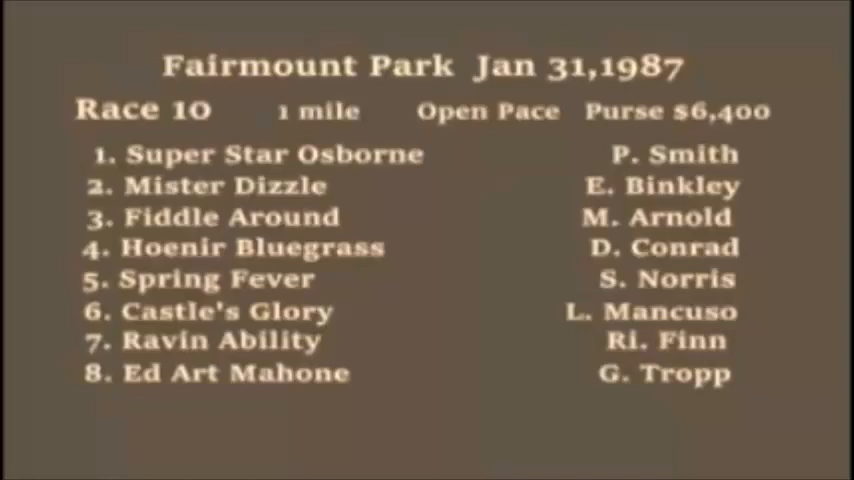 Fairmount Park Jan 31,1987
Race 10 1 mile Open Pace Purse $6,400
1. Super Star Osborne P. Smith
2. Mister Dizzle E. Binkley
3. Fiddle Around M. Arnold
4. Hoenir Bluegrass D. Conrad
5. Spring Fever S. Norris
6. Castle's Glory L. Mancuso
7. Ravin Ability Ri. Finn
8. Ed Art Mahone G. Tropp